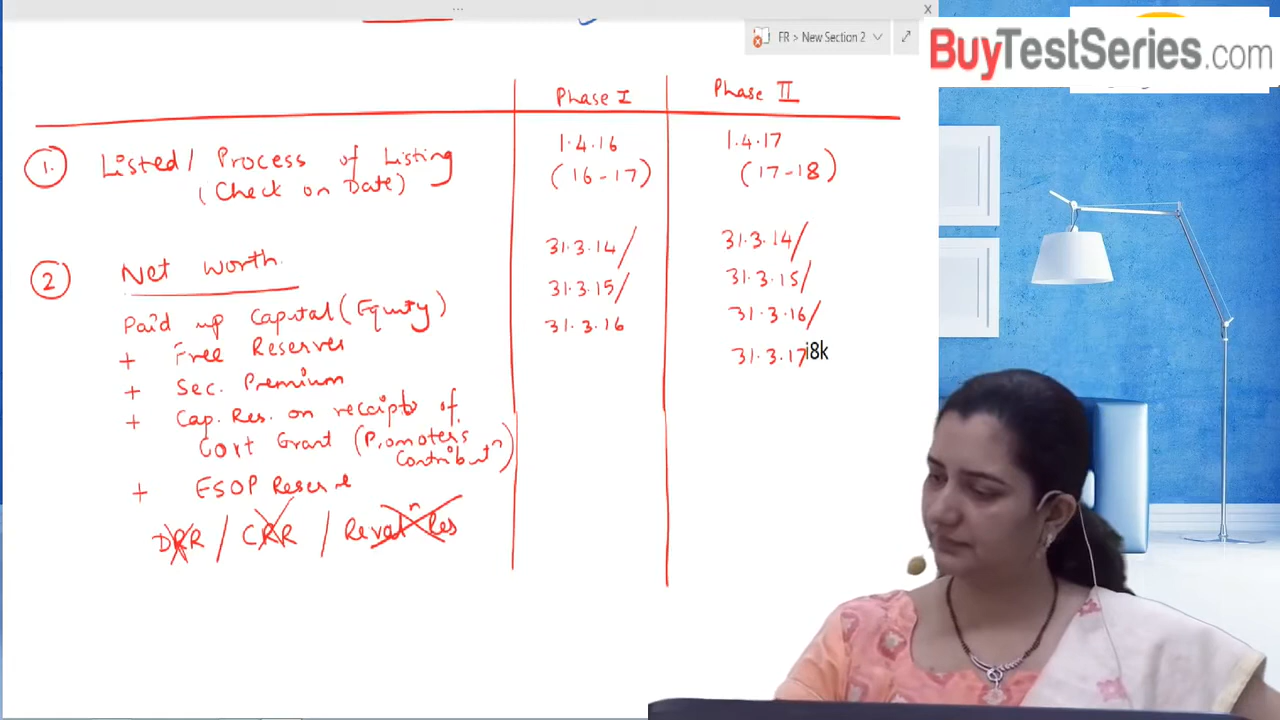 ...
x
FR > New Section 2
BuyTestSeries.com
Phase I
Phase II
1. Listed/ Process of Listing
(Check on Date)
1.4.16
(16-17)
1.4.17
(17-18)
2 Net worth.
Paid up Capital (Equity)
+ Free Reserves
+ Sec. Premium
+ Cap. Res. on receipts of
Govt Grant (Promoters
Contributn)
+ ESOP Reserve
DRR / CRR / Revaln Res
31.3.14/
31.3.15/
31.3.16
31.3.14/
31.3.15/
31.3.16/
31.3.17 i8k